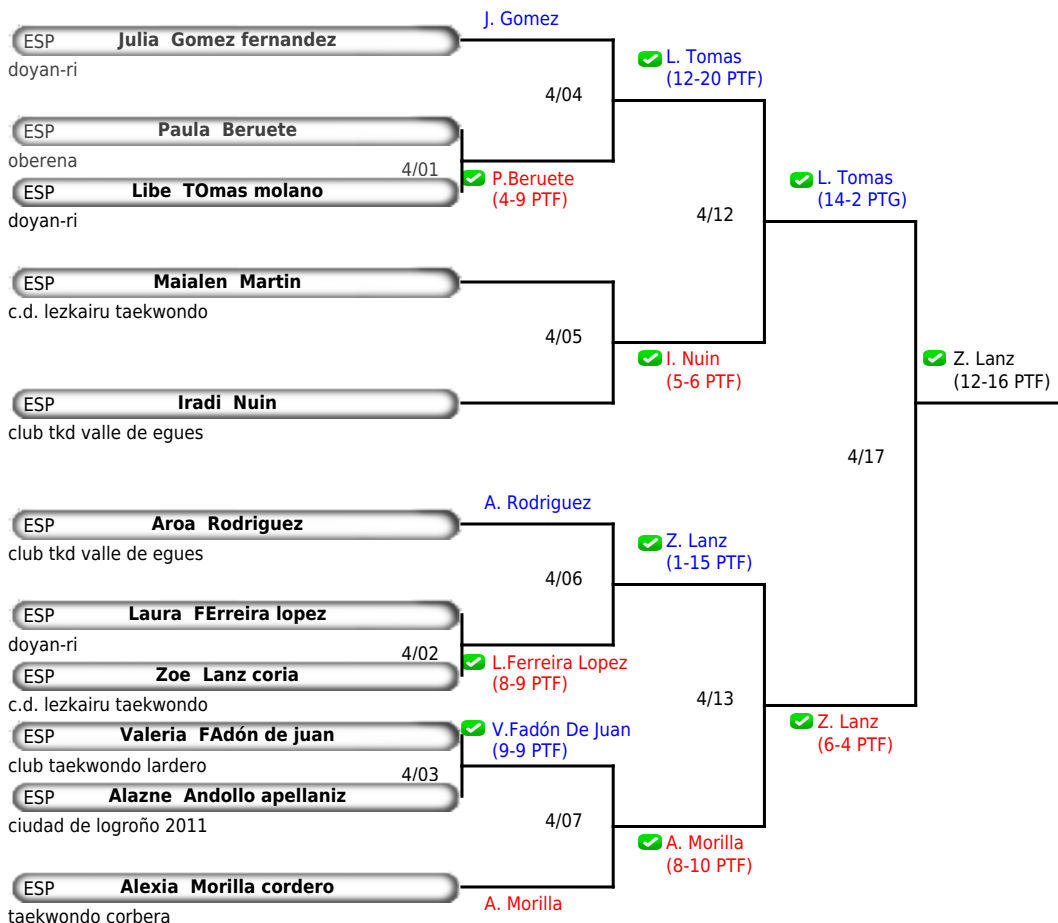 J. Gomez
ESP Julia Gomez fernandez
doyan-ri
L. Tomas
(12-20 PTF)
4/04
ESP Paula Beruete
oberena
4/01
P.Beruete
(4-9 PTF)
ESP Libe TOmas molano
doyan-ri
L. Tomas
(14-2 PTG)
4/12
ESP Maialen Martin
c.d. lezkairu taekwondo
4/05
I. Nuin
(5-6 PTF)
Z. Lanz
(12-16 PTF)
ESP Iradi Nuin
club tkd valle de egues
4/17
A. Rodriguez
ESP Aroa Rodriguez
club tkd valle de egues
Z. Lanz
(1-15 PTF)
4/06
ESP Laura FErreira lopez
doyan-ri
4/02
L.Ferreira Lopez
(8-9 PTF)
ESP Zoe Lanz coria
c.d. lezkairu taekwondo
4/13
Z. Lanz
(6-4 PTF)
V.Fadón De Juan
(9-9 PTF)
ESP Valeria FAdón de juan
club taekwondo lardero
4/03
ESP Alazne Andollo apellaniz
ciudad de logroño 2011
4/07
A. Morilla
(8-10 PTF)
ESP Alexia Morilla cordero
A. Morilla
taekwondo corbera